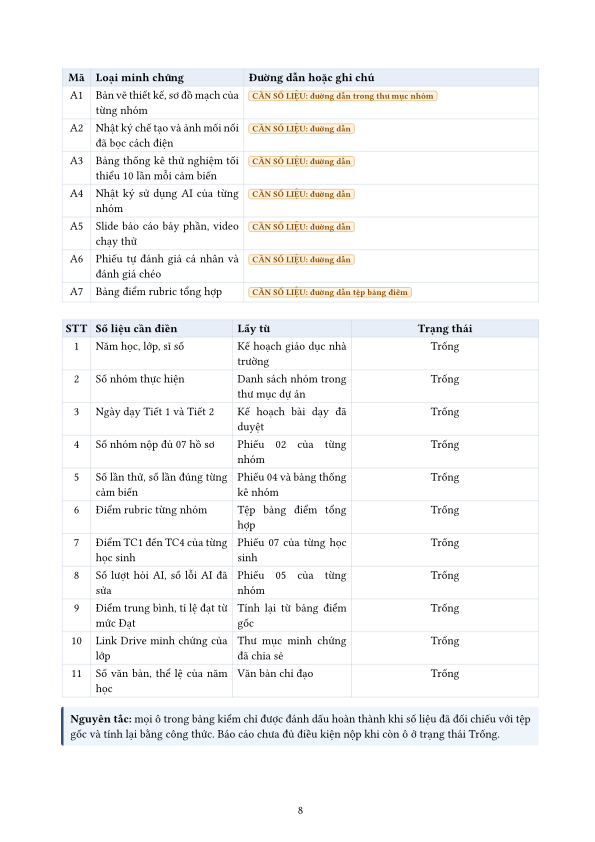 Mã Loại minh chứng Đường dẫn hoặc ghi chú
A1 Bản vẽ thiết kế, sơ đồ mạch của CẦN SỐ LIỆU: đường dẫn trong thư mục nhóm
từng nhóm
A2 Nhật ký chế tạo và ảnh mối nối CẦN SỐ LIỆU: đường dẫn
đã bọc cách điện
A3 Bảng thống kê thử nghiệm tối CẦN SỐ LIỆU: đường dẫn
thiểu 10 lần mỗi cảm biến
A4 Nhật ký sử dụng AI của từng CẦN SỐ LIỆU: đường dẫn
nhóm
A5 Slide báo cáo bảy phần, video CẦN SỐ LIỆU: đường dẫn
chạy thử
A6 Phiếu tự đánh giá cá nhân và CẦN SỐ LIỆU: đường dẫn
đánh giá chéo
A7 Bảng điểm rubric tổng hợp CẦN SỐ LIỆU: đường dẫn tệp bảng điểm
STT Số liệu cần điền Lấy từ Trạng thái
1 Năm học, lớp, sĩ số Kế hoạch giáo dục nhà Trống
trường
2 Số nhóm thực hiện Danh sách nhóm trong Trống
thư mục dự án
3 Ngày dạy Tiết 1 và Tiết 2 Kế hoạch bài dạy đã Trống
duyệt
4 Số nhóm nộp đủ 07 hồ sơ Phiếu 02 của từng Trống
nhóm
5 Số lần thử, số lần đúng từng Phiếu 04 và bảng thống Trống
cảm biến kê nhóm
6 Điểm rubric từng nhóm Tệp bảng điểm tổng Trống
hợp
7 Điểm TC1 đến TC4 của từng Phiếu 07 của từng học Trống
học sinh sinh
8 Số lượt hỏi AI, số lỗi AI đã Phiếu 05 của từng Trống
sửa nhóm
9 Điểm trung bình, tỉ lệ đạt từ Tính lại từ bảng điểm Trống
mức Đạt gốc
10 Link Drive minh chứng của Thư mục minh chứng Trống
lớp đã chia sẻ
11 Số văn bản, thể lệ của năm Văn bản chỉ đạo Trống
học
Nguyên tắc: mọi ô trong bảng kiểm chỉ được đánh dấu hoàn thành khi số liệu đã đối chiếu với tệp
gốc và tính lại bằng công thức. Báo cáo chưa đủ điều kiện nộp khi còn ô ở trạng thái Trống.
8